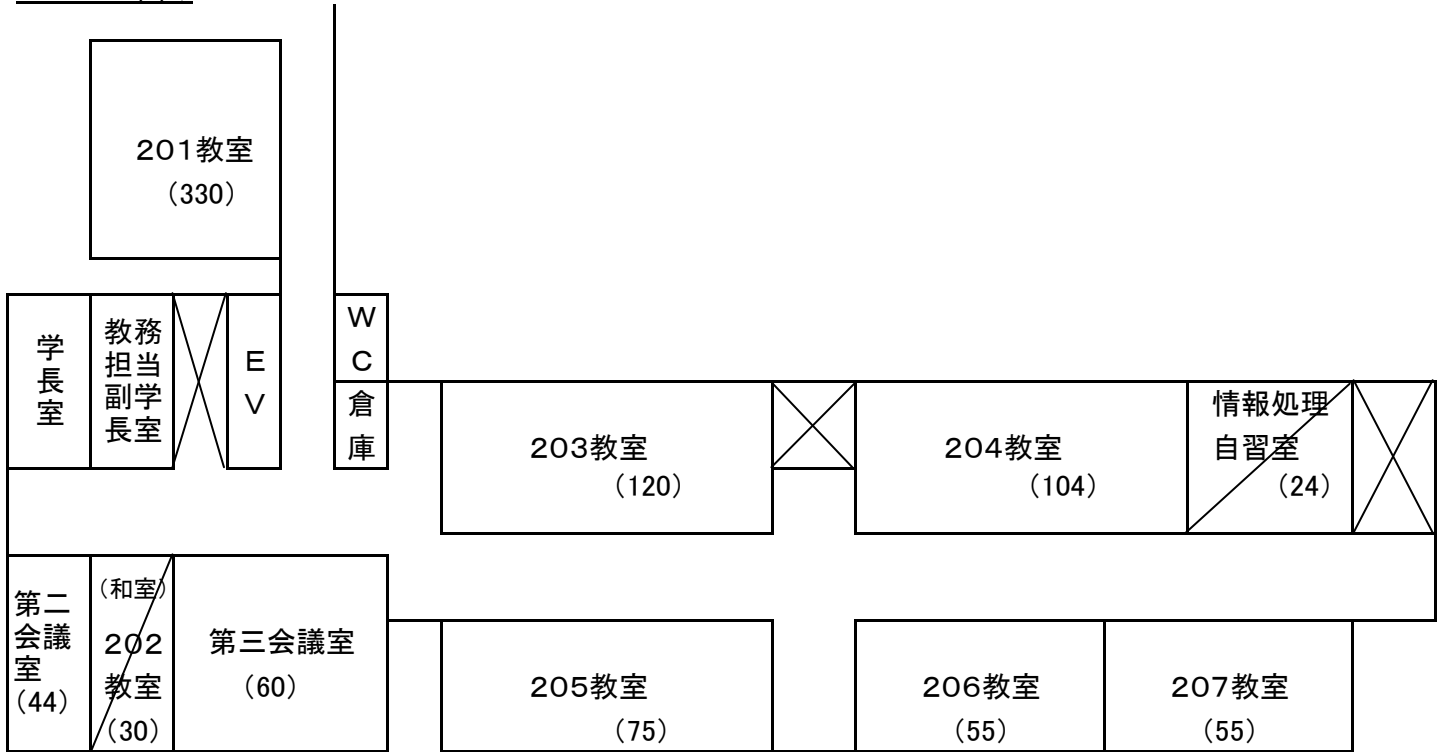 201教室
（330）
学長室
教務担当副学長室
EV
WC
倉庫
203教室
（120）
204教室
（104）
情報処理
自習室
（24）
第二会議室
（44）
（和室）
202
教室
（30）
第三会議室
（60）
205教室
（75）
206教室
（55）
207教室
（55）